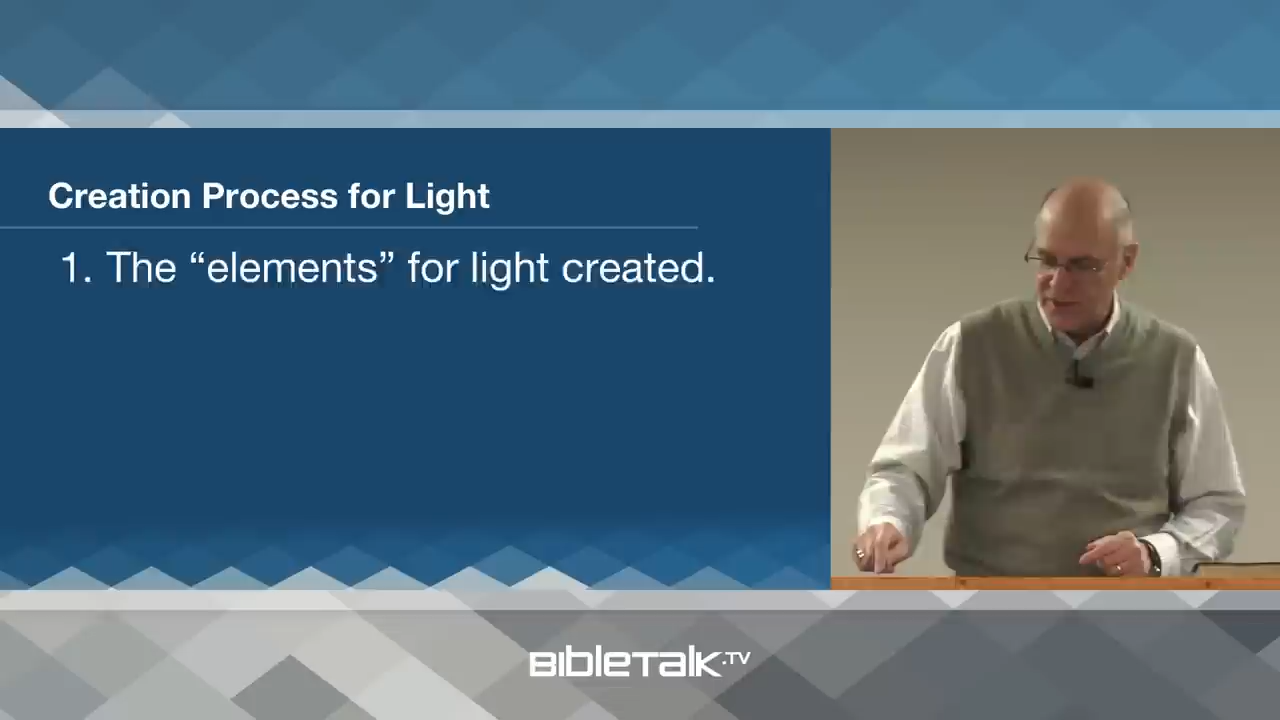 Creation Process for Light
1. The “elements” for light created.
BIBLETALK.TV